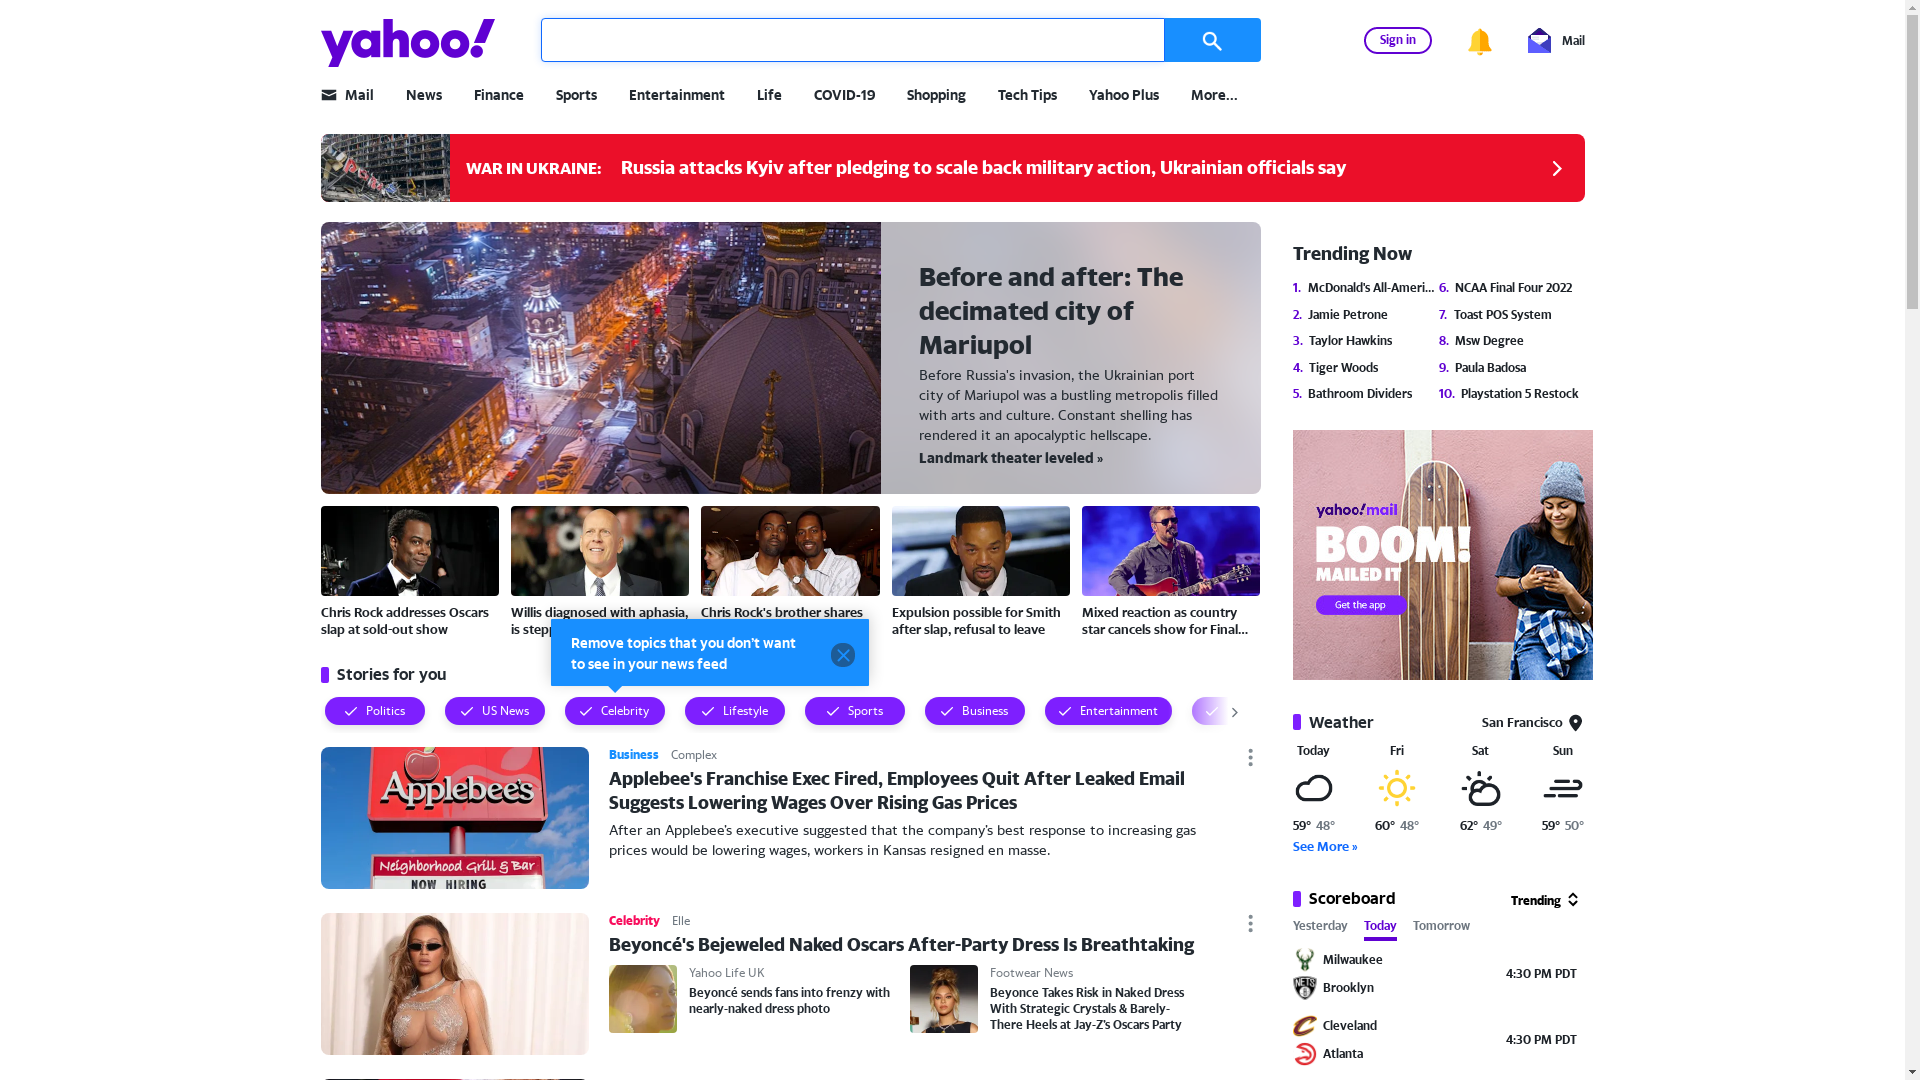 yahoo!
Sign in
Mail
Mail
News
Finance
Sports
Entertainment
Life
COVID-19
Shopping
Tech Tips
Yahoo Plus
More...
WAR IN UKRAINE: Russia attacks Kyiv after pledging to scale back military action, Ukrainian officials say
Before and after: The
decimated city of
Mariupol
Before Russia's invasion, the Ukrainian port
city of Mariupol was a bustling metropolis filled
with arts and culture. Constant shelling has
rendered it an apocalyptic hellscape.
Landmark theater leveled »
Chris Rock addresses Oscars
slap at sold-out show
Willis diagnosed with aphasia,
is
Chris Rock's brother shares
Expulsion possible for Smith
after slap, refusal to leave
Mixed reaction as country
star cancels show for Final...
Remove topics that you don't want
to see in your news feed
Stories for you
Politics
US News
Celebrity
Lifestyle
Sports
Business
Entertainment
Applebee's
Neighborhood Grill & Bar
NOW HIRING
Business Complex
Applebee's Franchise Exec Fired, Employees Quit After Leaked Email
Suggests Lowering Wages Over Rising Gas Prices
After an Applebee's executive suggested that the company's best response to increasing gas
prices would be lowering wages, workers in Kansas resigned en masse.
Celebrity Elle
Beyoncé's Bejeweled Naked Oscars After-Party Dress Is Breathtaking
Yahoo Life UK
Beyoncé sends fans into frenzy with
nearly-naked dress photo
Footwear News
Beyonce Takes Risk in Naked Dress
With Strategic Crystals & Barely-
There Heels at Jay-Z's Oscars Party
Trending Now
1. McDonald's All-Ameri...
2. Jamie Petrone
3. Taylor Hawkins
4. Tiger Woods
5. Bathroom Dividers
6. NCAA Final Four 2022
7. Toast POS System
8. Msw Degree
9. Paula Badosa
10. Playstation 5 Restock
yahoo!mail
BOOM!
MAILED IT
Get the app
Weather
San Francisco
Today Fri Sat Sun
59° 48° 60° 48° 62° 49° 59° 50°
See More »
Scoreboard
Trending
Yesterday Today Tomorrow
Milwaukee
Brooklyn
4:30 PM PDT
NETS
Cleveland
Atlanta
4:30 PM PDT